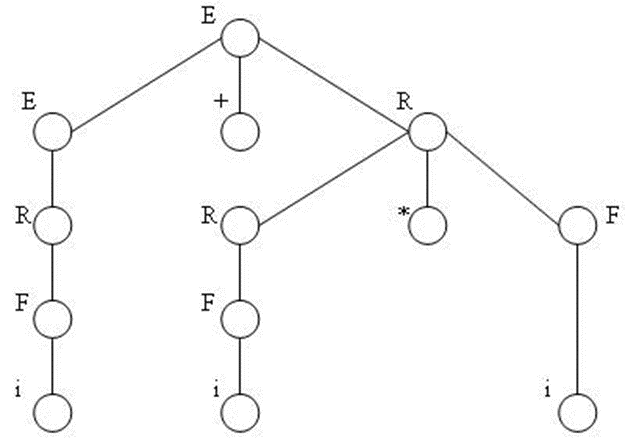 E
E + R
R R * F
F F
i i i